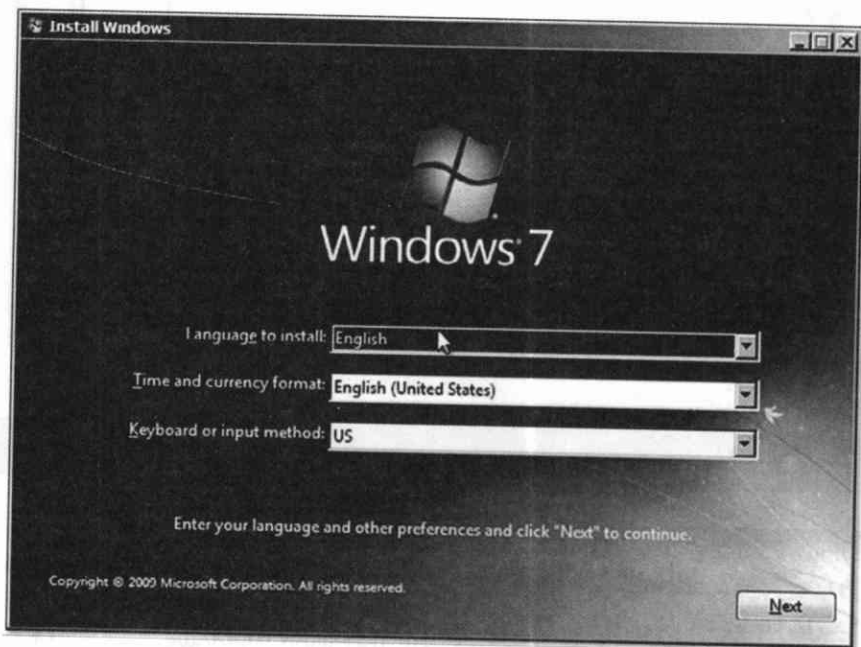 Install Windows
Windows® 7
Language to install: English
Time and currency format: English (United States)
Keyboard or input method: US
Enter your language and other preferences and click "Next" to continue.
Copyright © 2009 Microsoft Corporation. All rights reserved.
Next